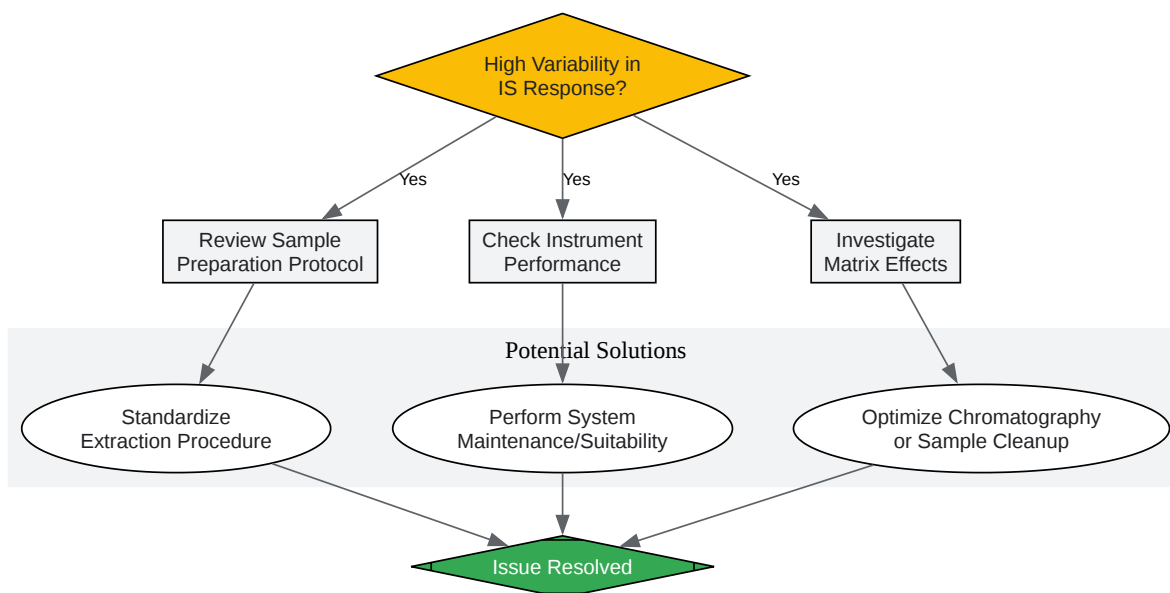 High Variability in
IS Response?
Yes
Yes
Yes
Review Sample
Preparation Protocol
Check Instrument
Performance
Investigate
Matrix Effects
Potential Solutions
Standardize
Extraction Procedure
Perform System
Maintenance/Suitability
Optimize Chromatography
or Sample Cleanup
Issue Resolved